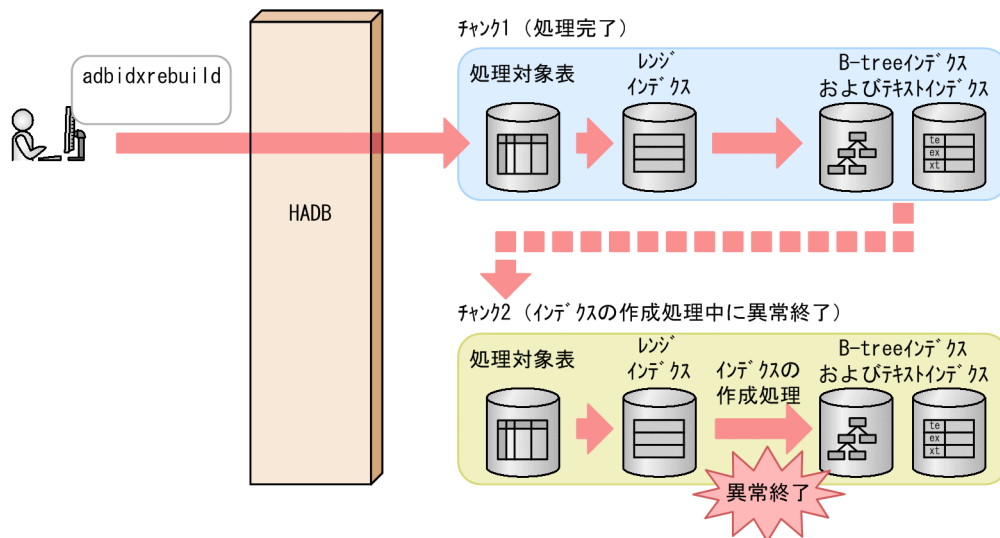 adbidxrebuild
HADB
ﾁｬﾝｸ1（処理完了）
処理対象表
ﾚﾝｼﾞ
ｲﾝﾃﾞｸｽ
B-treeｲﾝﾃﾞｸｽ
およびﾃｷｽﾄｲﾝﾃﾞｸｽ
te
ex
xt
ﾁｬﾝｸ2（ｲﾝﾃﾞｸｽの作成処理中に異常終了）
処理対象表
ﾚﾝｼﾞ
ｲﾝﾃﾞｸｽ
ｲﾝﾃﾞｸｽの
作成処理
B-treeｲﾝﾃﾞｸｽ
およびﾃｷｽﾄｲﾝﾃﾞｸｽ
te
ex
xt
異常終了